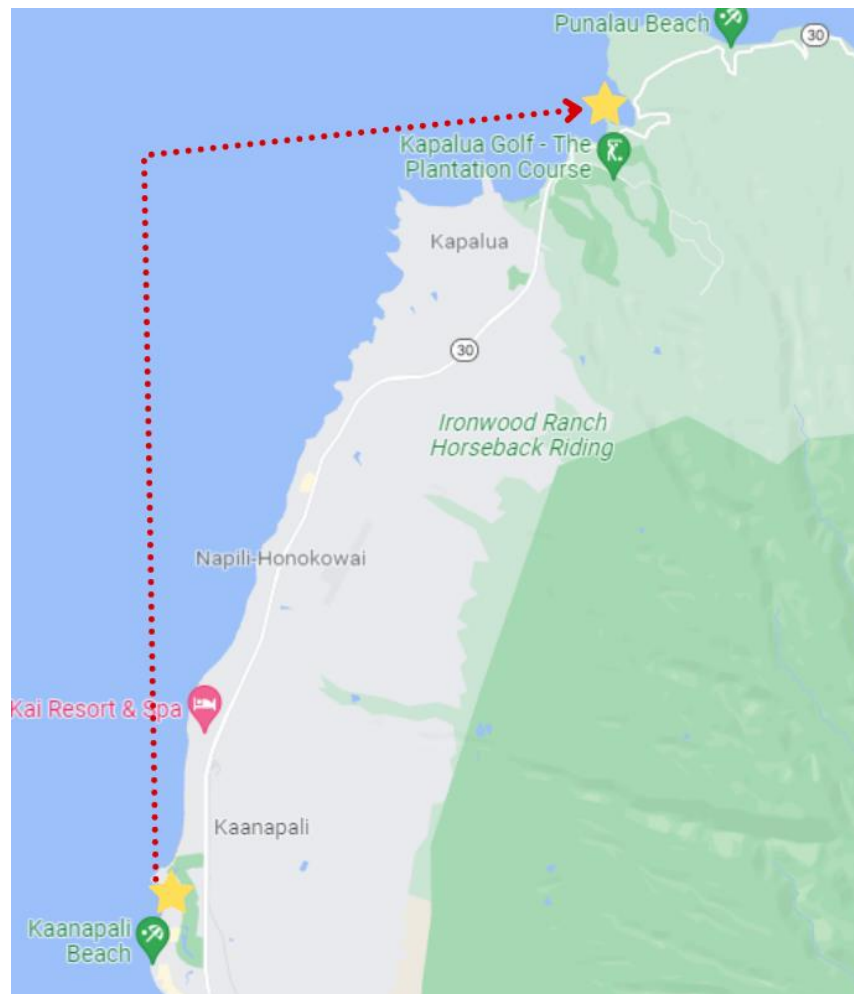 Punalau Beach
30
Kapalua Golf - The
Plantation Course
Kapalua
30
Ironwood Ranch
Horseback Riding
Napili-Honokowai
Kai Resort & Spa
Kaanapali
Kaanapali
Beach